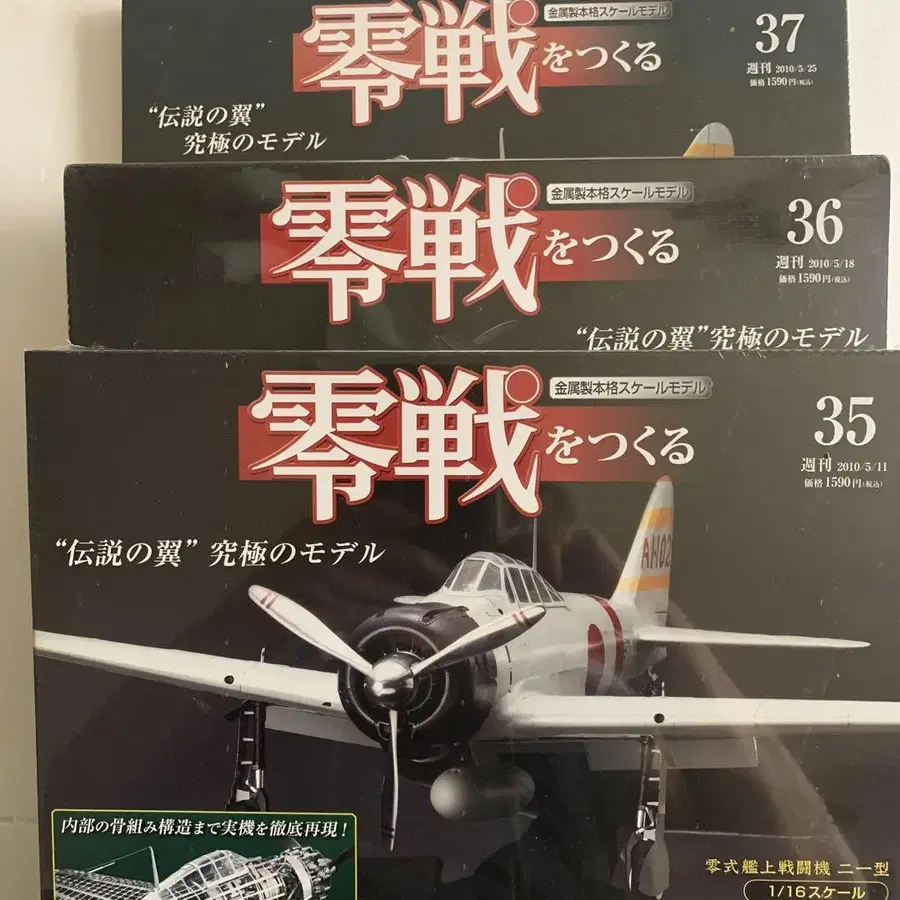 金属製本格スケールモデル
零戦をつくる
37
週刊 2010/5/25
価格 1590円(税込)
“伝説の翼”
究極のモデル
金属製本格スケールモデル
零戦をつくる
36
週刊 2010/5/18
価格 1590円(税込)
“伝説の翼”究極のモデル
金属製本格スケールモデル
零戦をつくる
35
週刊 2010/5/11
価格 1590円(税込)
“伝説の翼” 究極のモデル
内部の骨組み構造まで実機を徹底再現!
零式艦上戦闘機 二一型
1/16スケール